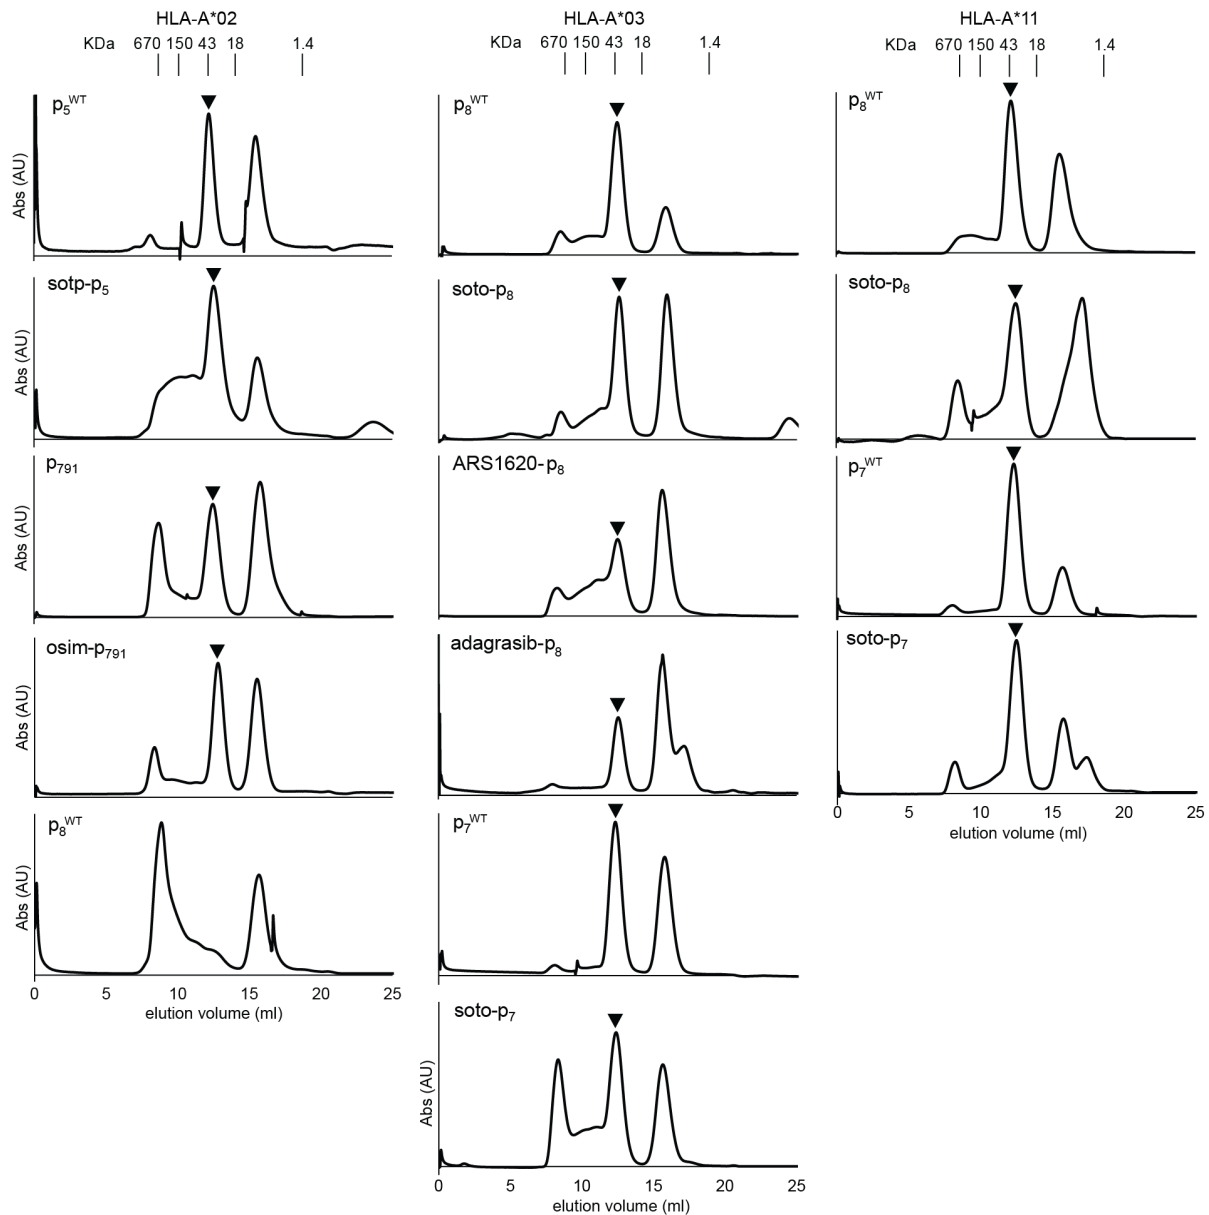 HLA-A*02
KDa 670 150 43 18 1.4
p5WT
Abs (AU)
sotp-p5
Abs (AU)
p791
Abs (AU)
osim-p791
Abs (AU)
p8WT
Abs (AU)
0 5 10 15 20 25
elution volume (ml)
HLA-A*03
KDa 670 150 43 18 1.4
p8WT
soto-p8
ARS1620-p8
adagrasib-p8
p7WT
soto-p7
Abs (AU)
0 5 10 15 20 25
elution volume (ml)
HLA-A*11
KDa 670 150 43 18 1.4
p8WT
soto-p8
p7WT
soto-p7
0 5 10 15 20 25
elution volume (ml)